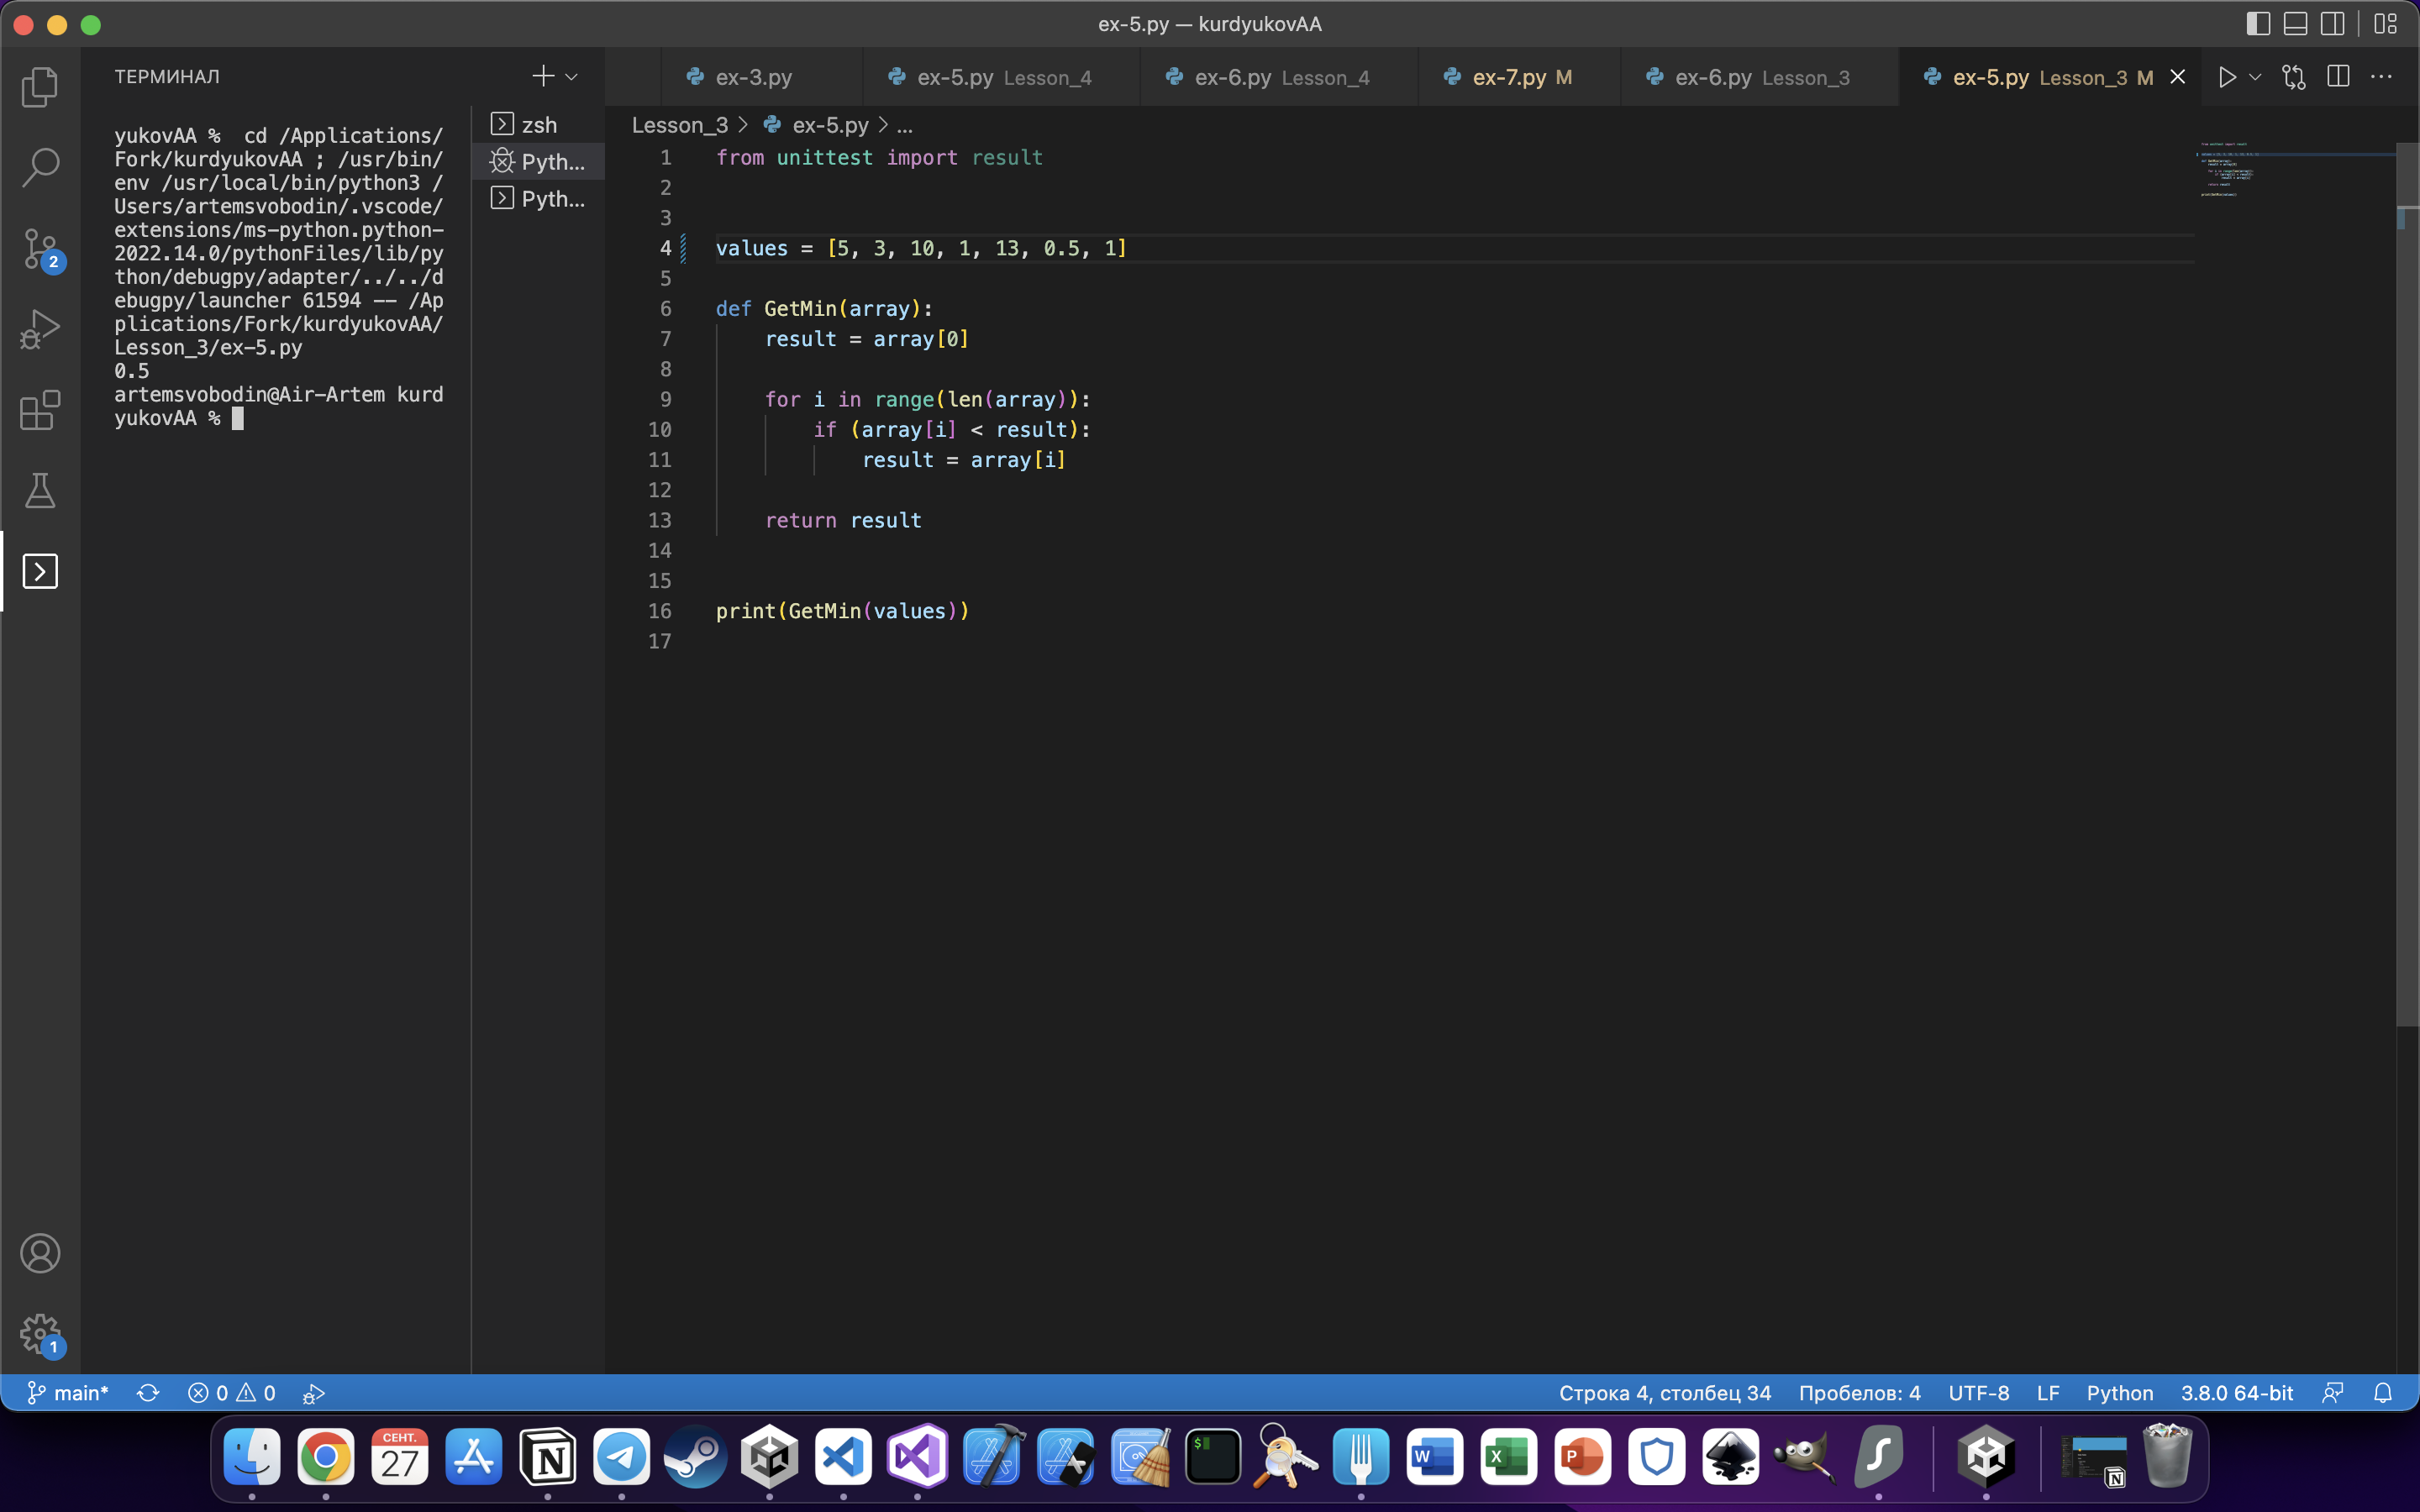 ex-5.py — kurdyukovAA
ТЕРМИНАЛ
yukovAA %  cd /Applications/
Fork/kurdyukovAA ; /usr/bin/
env /usr/local/bin/python3 /
Users/artemsvobodin/.vscode/
extensions/ms-python.python-
2022.14.0/pythonFiles/lib/py
thon/debugpy/adapter/../../d
ebugpy/launcher 61594 -- /Ap
plications/Fork/kurdyukovAA/
Lesson_3/ex-5.py
0.5
artemsvobodin@Air-Artem kurd
yukovAA %
zsh
Pyth...
Pyth...
ex-3.py
ex-5.py Lesson_4
ex-6.py Lesson_4
ex-7.py M
ex-6.py Lesson_3
ex-5.py Lesson_3 M
Lesson_3 > ex-5.py > ...
1 from unittest import result
2
3
4 values = [5, 3, 10, 1, 13, 0.5, 1]
5
6 def GetMin(array):
7     result = array[0]
8
9     for i in range(len(array)):
10         if (array[i] < result):
11             result = array[i]
12
13     return result
14
15
16 print(GetMin(values))
17
2
1
main*
0 0
Строка 4, столбец 34
Пробелов: 4
UTF-8
LF
Python
3.8.0 64-bit
СЕНТ.
27
N
$
W
X
P
S
N